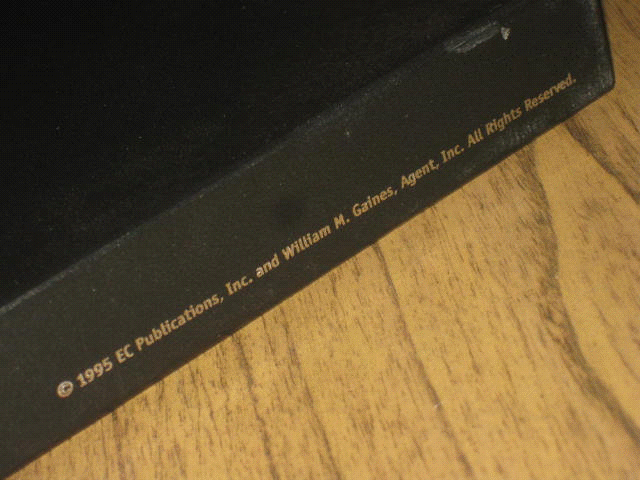 © 1995 EC Publications, Inc. and William M. Gaines, Agent, Inc. All Rights Reserved.